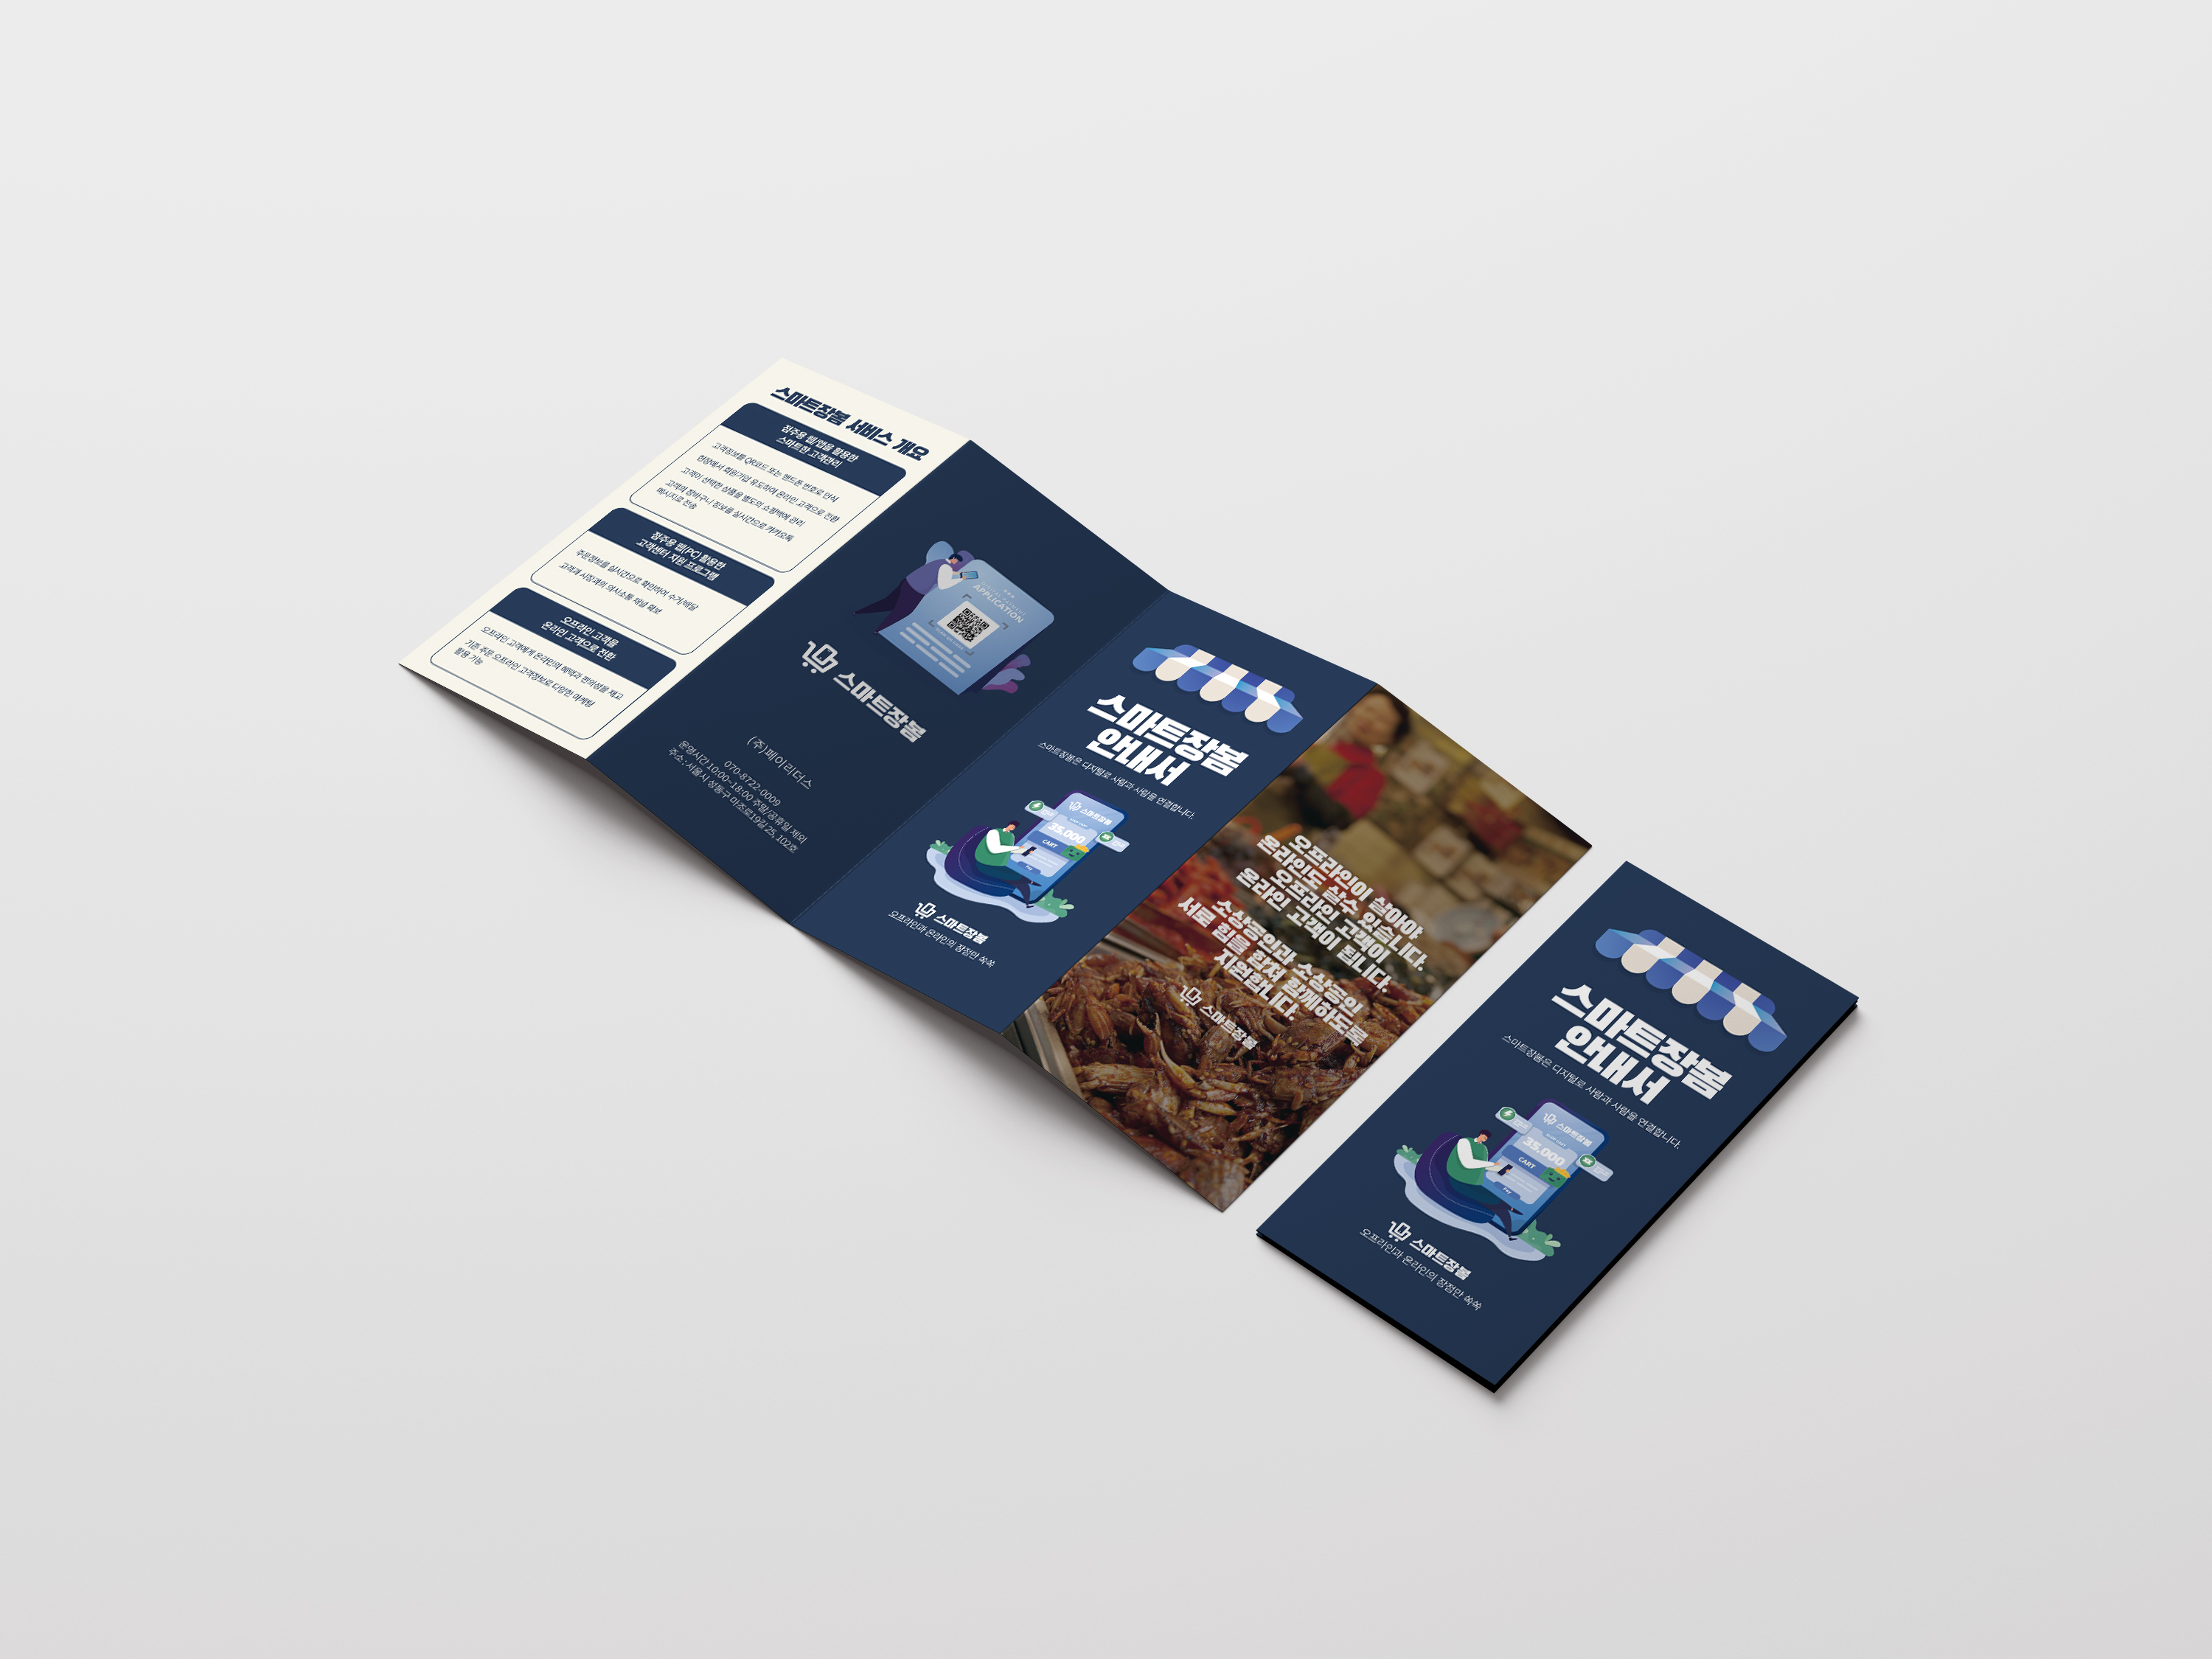 스마트장봄 서비스 개요
점주용 웹/앱을 활용한
스마트한 고객관리
고객정보를 QR코드 또는 핸드폰 번호로 인식
현장에서 회원가입 유도하여 온라인 고객으로 전환
고객이 선택한 상품을 별도의 쇼핑백에 관리
고객의 장바구니 정보를 실시간으로 카카오톡
메시지로 전송
점주용 웹(PC) 활용한
고객센터 지원 프로그램
주문정보를 실시간으로 확인하여 수거/배달
고객과 시장과의 의사소통 채널 확보
오프라인 고객을
온라인 고객으로 전환
오프라인 고객에게 온라인의 혜택과 편의성을 제고
기존 주문 오프라인 고객정보로 다양한 마케팅
활용 가능
APPLICATION
스마트장봄
(주)페이리더스
070-8722-0009
운영시간 10:00~18:00 주말/공휴일 제외
주소 : 서울시 성동구 마조로19길 25, 102호
스마트장봄
안내서
스마트장봄은 디지털로 사람과 사람을 연결합니다.
스마트장봄
35,000
CART
Pay
스마트장봄
오프라인과 온라인의 장점만 쏙쏙
오프라인이 살아야
온라인도 살수 있습니다.
오프라인 고객이
온라인 고객이 됩니다.
소상공인과 소상공인
서로 힘을 합쳐 함께하도록
지원합니다.
스마트장봄
스마트장봄
안내서
스마트장봄은 디지털로 사람과 사람을 연결합니다.
스마트장봄
35,000
CART
Pay
스마트장봄
오프라인과 온라인의 장점만 쏙쏙